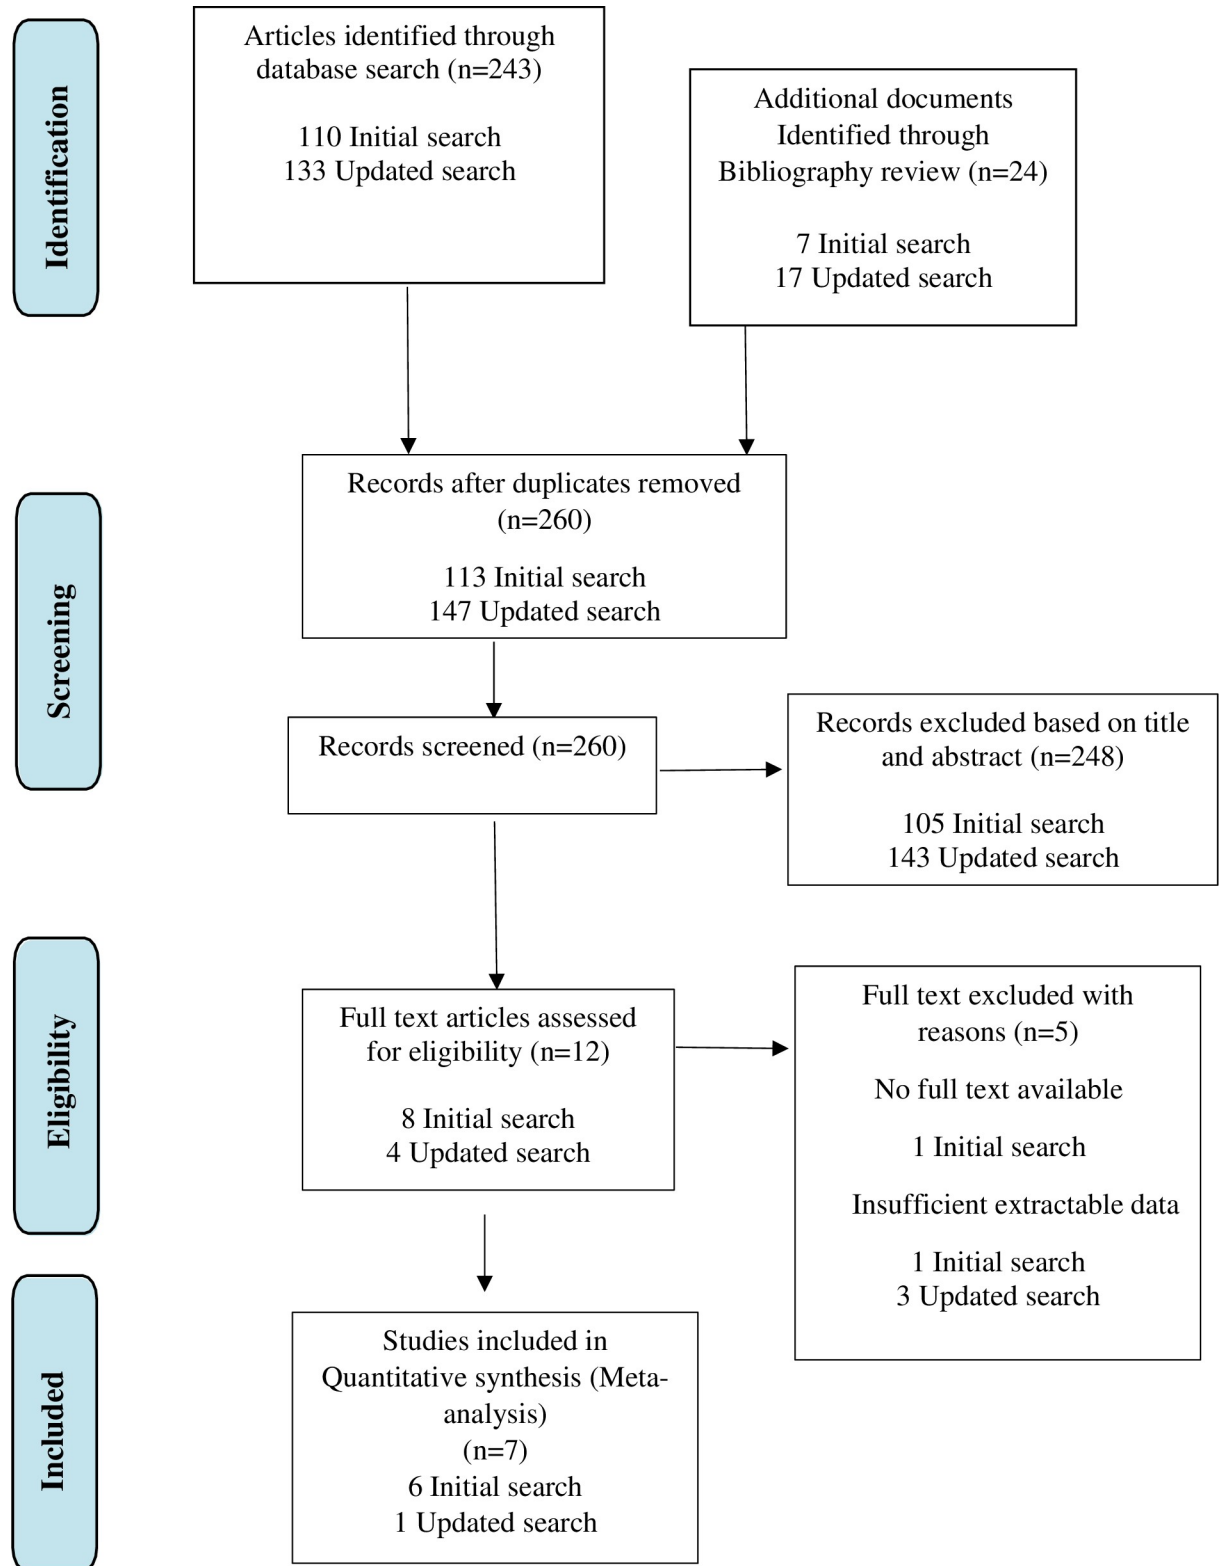 Identification
Articles identified through
database search (n=243)
110 Initial search
133 Updated search
Additional documents
Identified through
Bibliography review (n=24)
7 Initial search
17 Updated search
Screening
Records after duplicates removed
(n=260)
113 Initial search
147 Updated search
Records screened (n=260)
Records excluded based on title
and abstract (n=248)
105 Initial search
143 Updated search
Eligibility
Full text articles assessed
for eligibility (n=12)
8 Initial search
4 Updated search
Full text excluded with
reasons (n=5)
No full text available
1 Initial search
Insufficient extractable data
1 Initial search
3 Updated search
Included
Studies included in
Quantitative synthesis (Meta-
analysis)
(n=7)
6 Initial search
1 Updated search